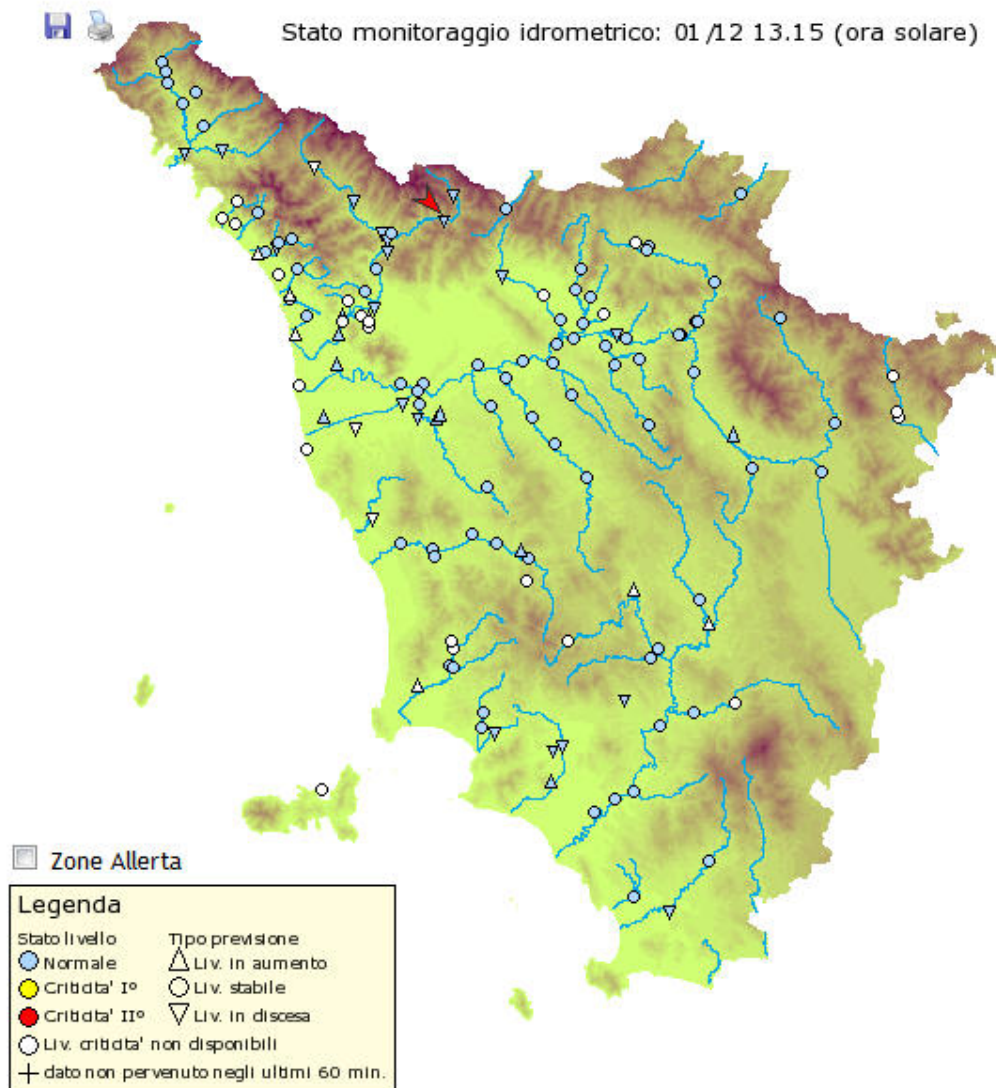 Stato monitoraggio idrometrico: 01/12 13.15 (ora solare)
Zone Allerta
Legenda
Stato livello Tipo previsione
Normale Liv. in aumento
Criticita' I° Liv. stabile
Criticita' II° Liv. in discesa
Liv. criticita' non disponibili
dato non pervenuto negli ultimi 60 min.